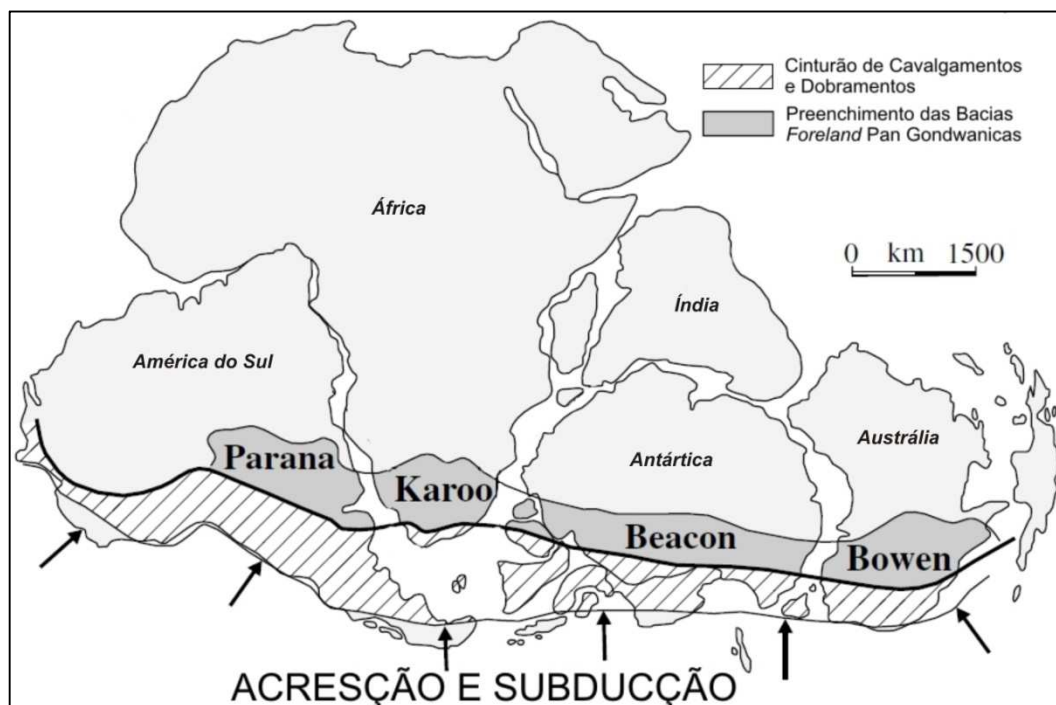 Cinturão de Cavalgamentos
e Dobramentos
Preenchimento das Bacias
Foreland Pan Gondwanicas
África
0 km 1500
Índia
América do Sul
Austrália
Antártica
Parana
Karoo
Beacon
Bowen
ACRESÇÃO E SUBDUCÇÃO